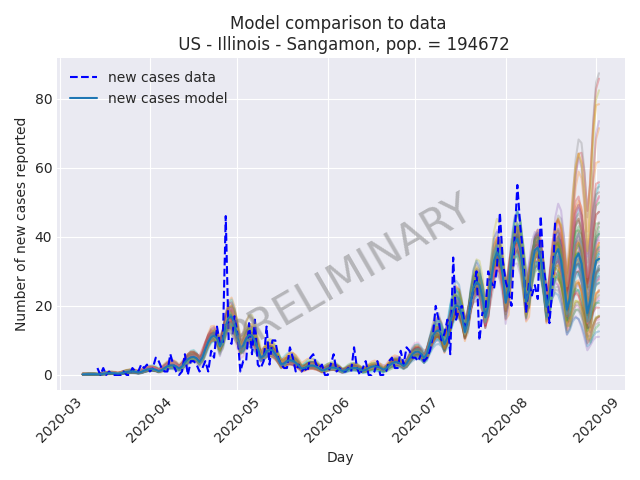 Model comparison to data
US - Illinois - Sangamon, pop. = 194672
new cases data
new cases model
Number of new cases reported
80
60
40
20
0
PRELIMINARY
2020-03
2020-04
2020-05
2020-06
2020-07
2020-08
2020-09
Day